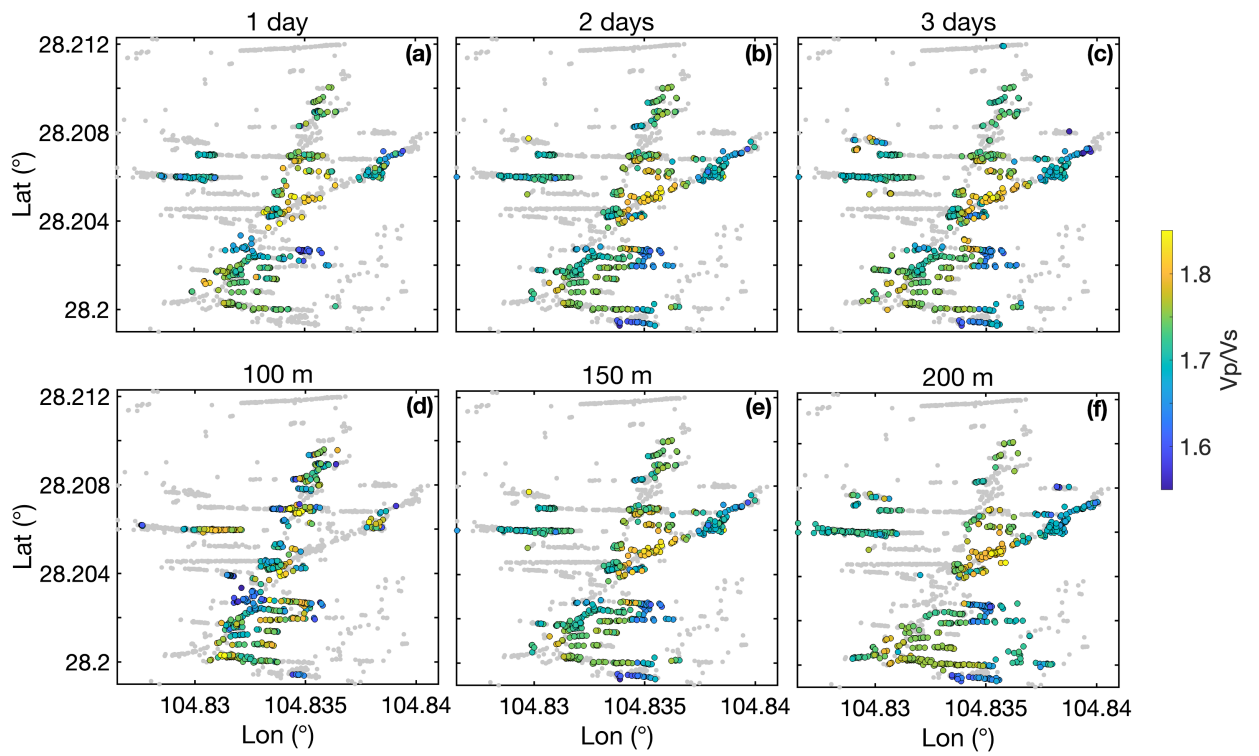 1 day
2 days
3 days
28.212
28.208
28.204
28.2
Lat (°)
(a)
(b)
(c)
100 m
150 m
200 m
28.212
28.208
28.204
28.2
Lat (°)
(d)
(e)
(f)
104.83
104.835
104.84
Lon (°)
104.83
104.835
104.84
Lon (°)
104.83
104.835
104.84
Lon (°)
1.8
1.7
1.6
Vp/Vs